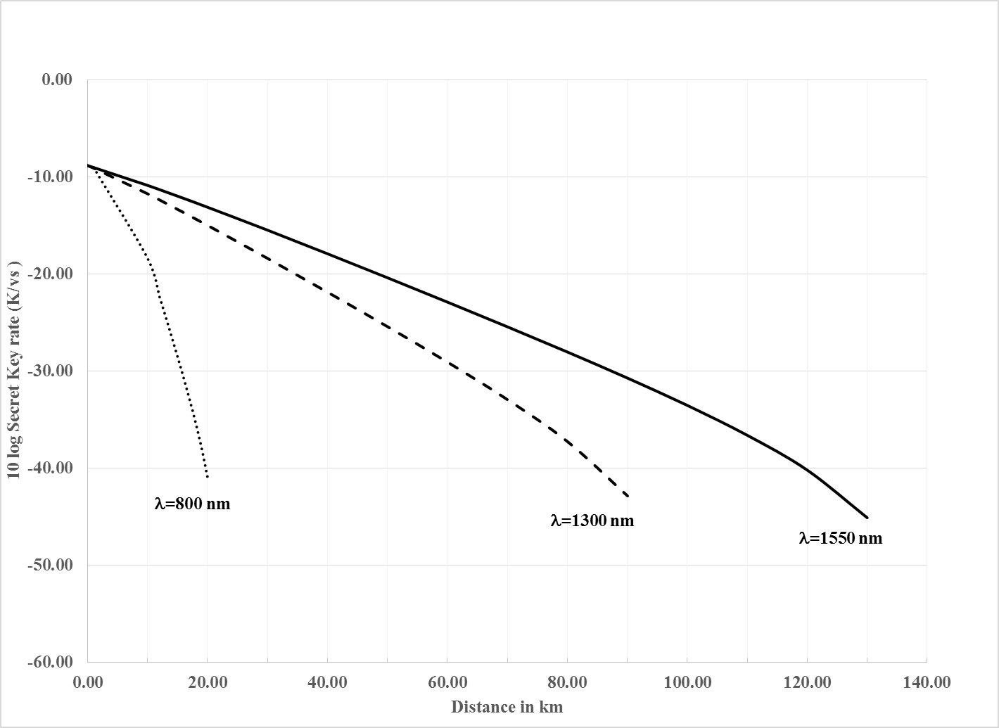 0.00
-10.00
-20.00
-30.00
-40.00
-50.00
-60.00
10 log Secret Key rate (K/vs )
λ=800 nm
λ=1300 nm
λ=1550 nm
0.00 20.00 40.00 60.00 80.00 100.00 120.00 140.00
Distance in km